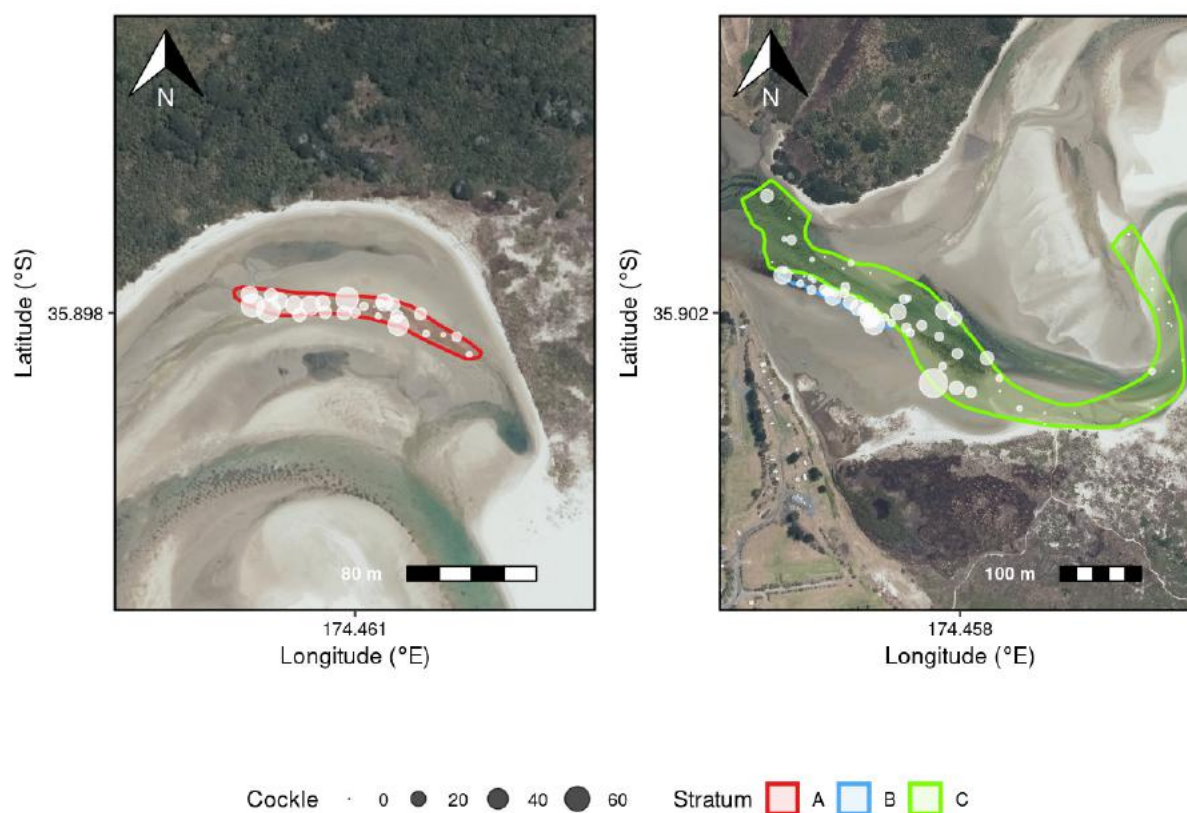 N
N
Latitude (°S)
35.898
80 m
174.461
Longitude (°E)
Latitude (°S)
35.902
100 m
174.458
Longitude (°E)
Cockle 0 20 40 60 Stratum A B C